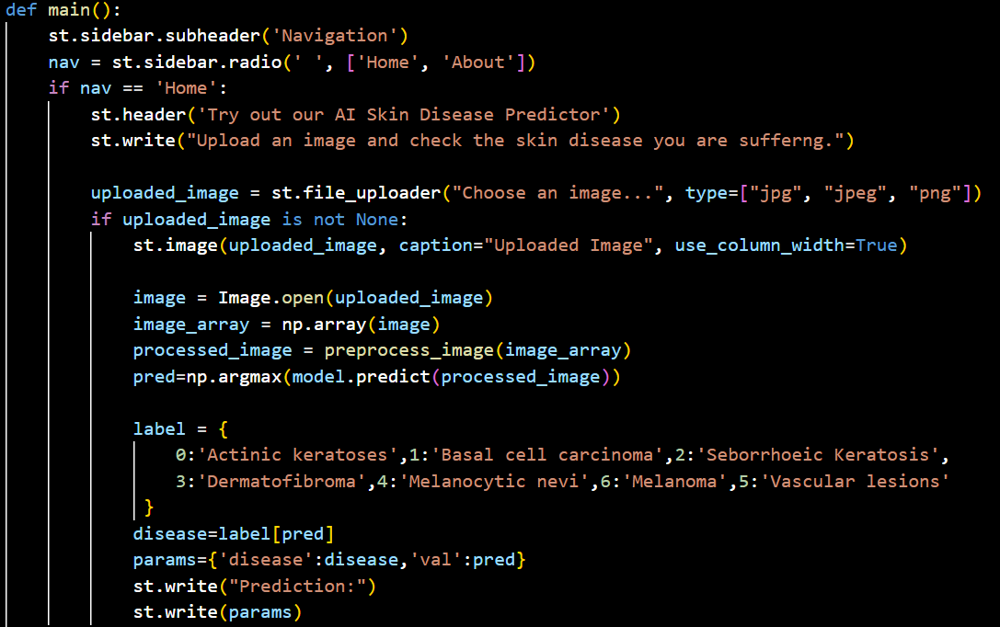 def main():
    st.sidebar.subheader('Navigation')
    nav = st.sidebar.radio(' ', ['Home', 'About'])
    if nav == 'Home':
        st.header('Try out our AI Skin Disease Predictor')
        st.write("Upload an image and check the skin disease you are sufferng.")

        uploaded_image = st.file_uploader("Choose an image...", type=["jpg", "jpeg", "png"])
        if uploaded_image is not None:
            st.image(uploaded_image, caption="Uploaded Image", use_column_width=True)

            image = Image.open(uploaded_image)
            image_array = np.array(image)
            processed_image = preprocess_image(image_array)
            pred=np.argmax(model.predict(processed_image))

            label = {
                0:'Actinic keratoses',1:'Basal cell carcinoma',2:'Seborrhoeic Keratosis',
                3:'Dermatofibroma',4:'Melanocytic nevi',6:'Melanoma',5:'Vascular lesions'
             }
            disease=label[pred]
            params={'disease':disease,'val':pred}
            st.write("Prediction:")
            st.write(params)